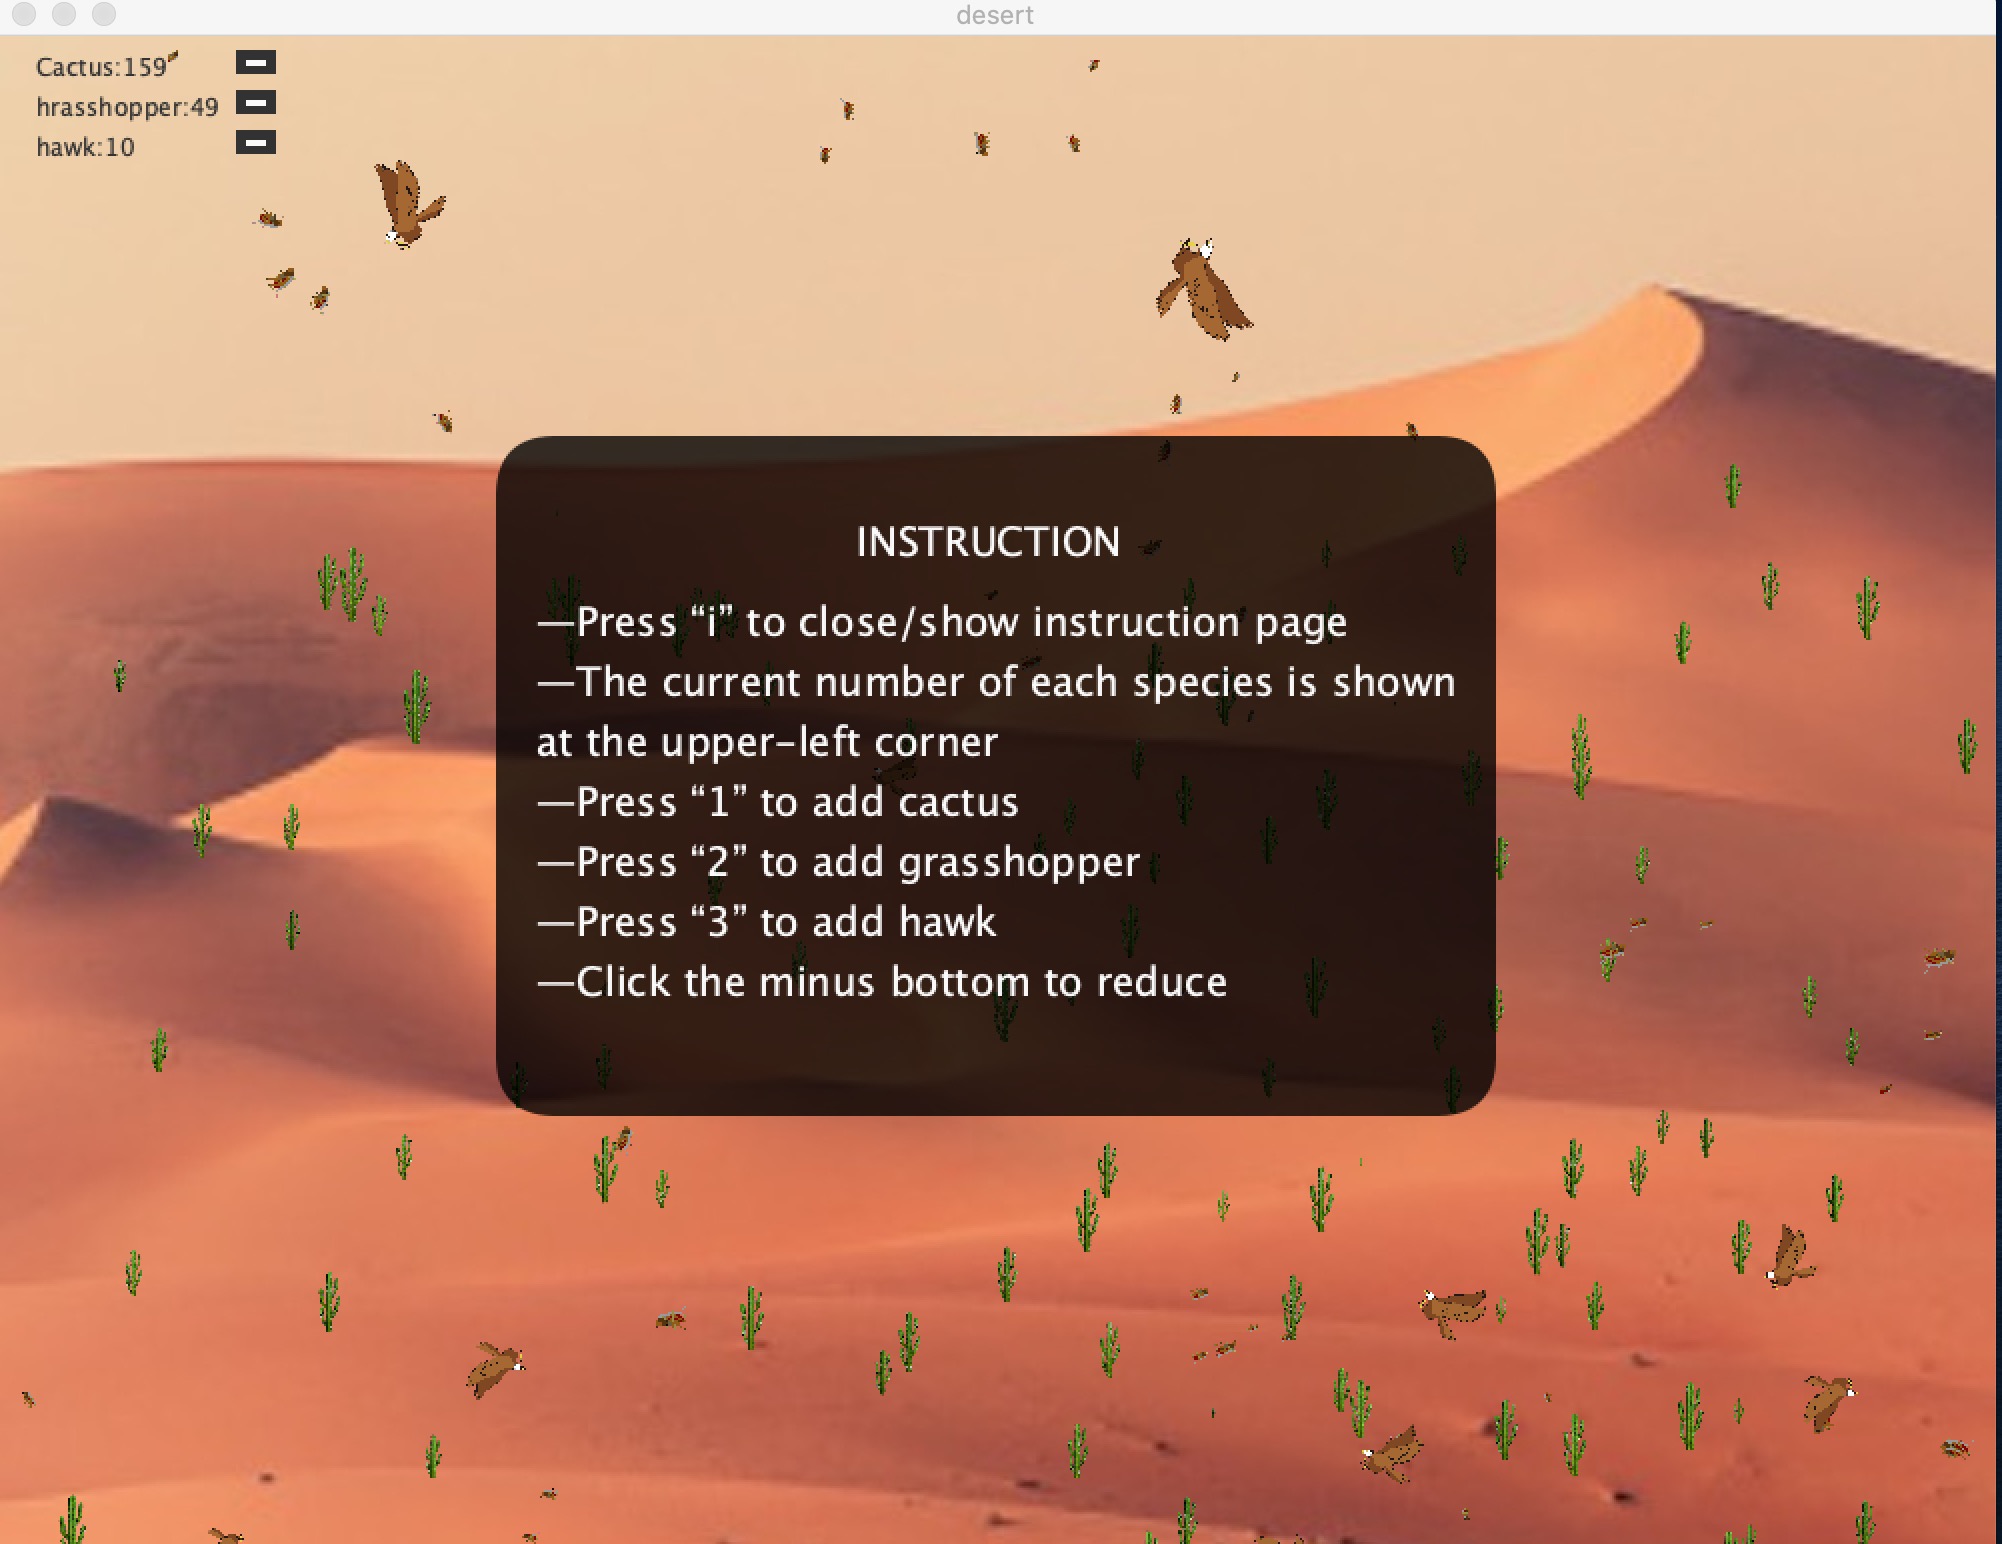 desert
Cactus:159
hrasshopper:49
hawk:10
INSTRUCTION
—Press “i” to close/show instruction page
—The current number of each species is shown
at the upper-left corner
—Press “1” to add cactus
—Press “2” to add grasshopper
—Press “3” to add hawk
—Click the minus bottom to reduce